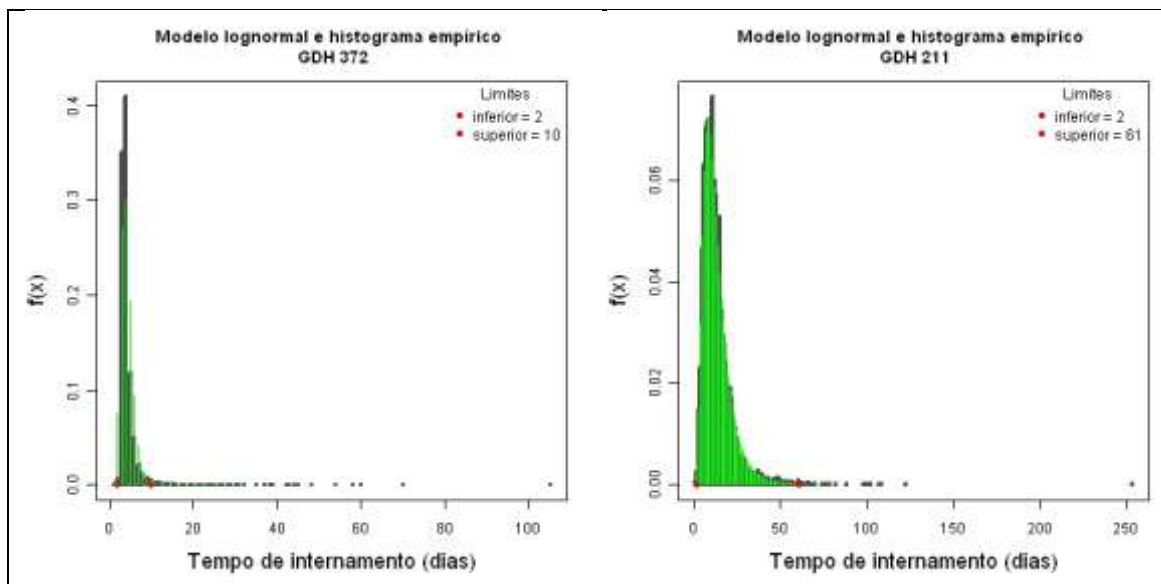 Modelo lognormal e histograma empírico
GDH 372
Limites
inferior = 2
superior = 10
f(x)
0.4
0.3
0.2
0.1
0.0
0
20
40
60
80
100
Tempo de internamento (dias)
Modelo lognormal e histograma empírico
GDH 211
Limites
inferior = 2
superior = 61
f(x)
0.06
0.04
0.02
0.00
0
50
100
150
200
250
Tempo de internamento (dias)